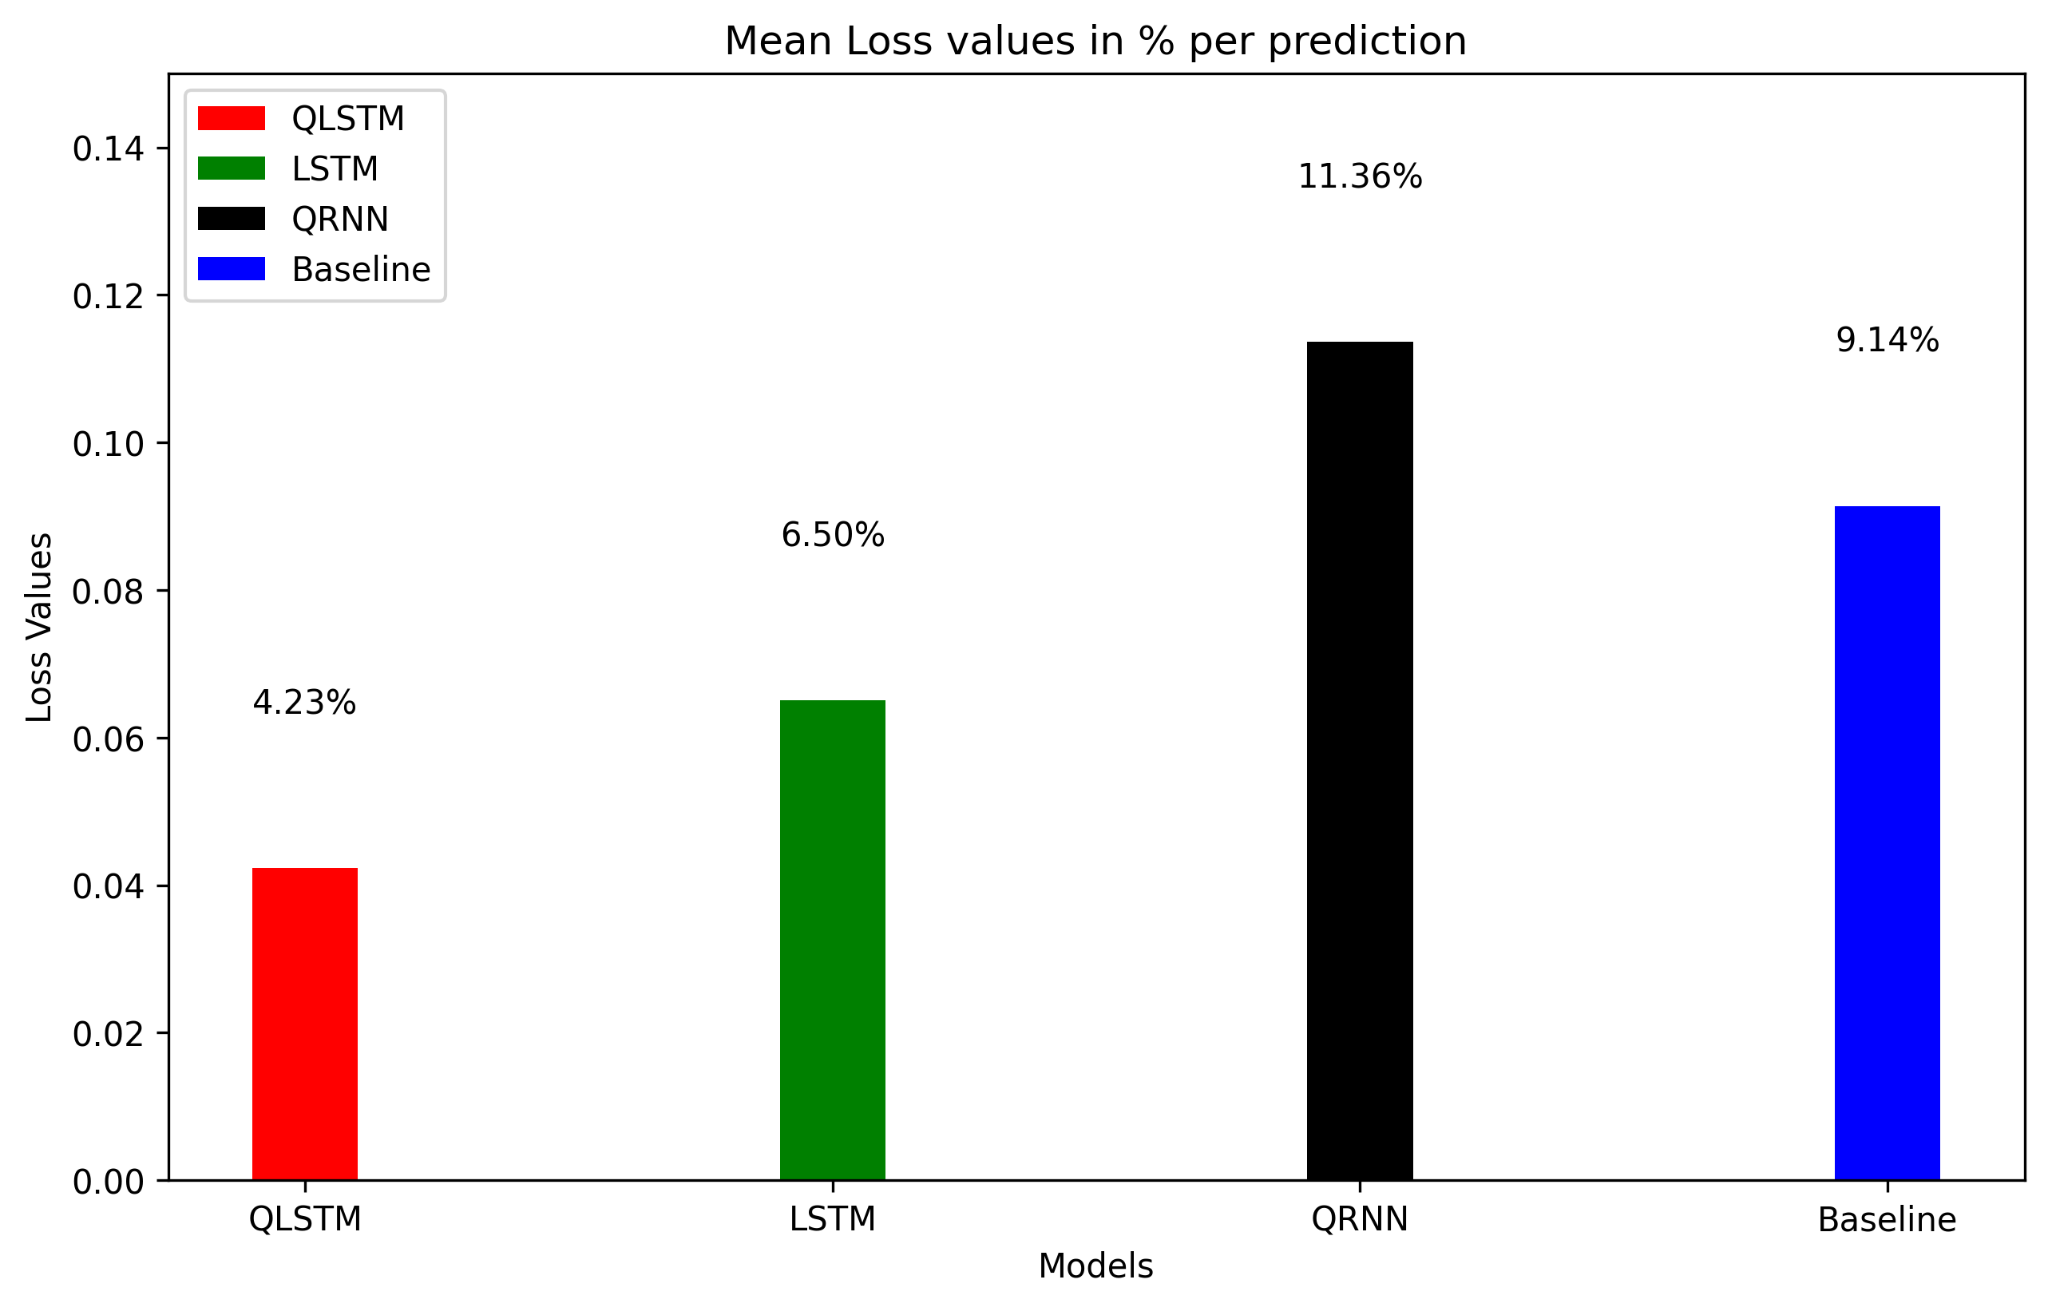 Mean Loss values in % per prediction
QLSTM
LSTM
QRNN
Baseline
0.14
0.12
0.10
0.08
0.06
0.04
0.02
0.00
Loss Values
4.23%
6.50%
11.36%
9.14%
QLSTM
LSTM
QRNN
Baseline
Models